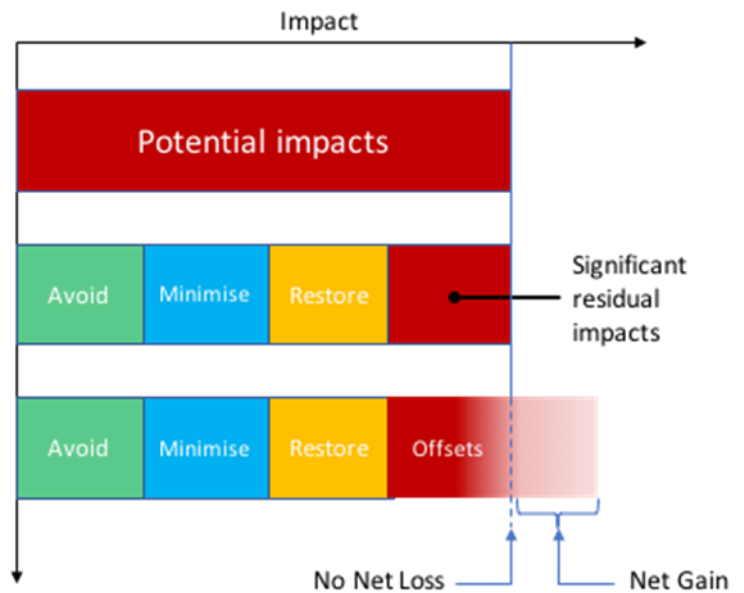 Impact
Potential impacts
Avoid
Minimise
Restore
Significant
residual
impacts
Avoid
Minimise
Restore
Offsets
No Net Loss
Net Gain